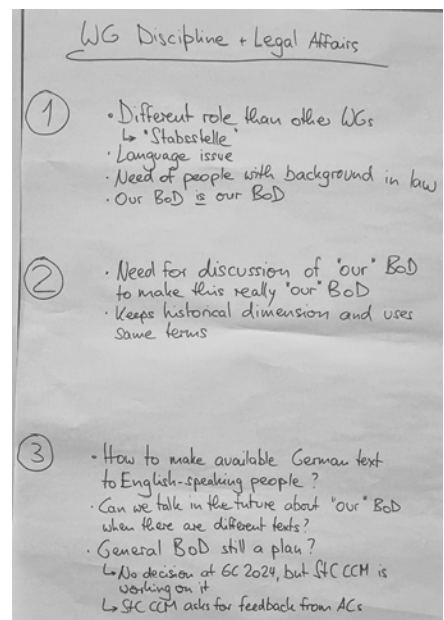 WG Discipline + Legal Affairs
1
• Different role than other WGs
↳ "Stabsstelle"
• Language issue
• Need of people with background in law
• Our BoD is our BoD
2
• Need for discussion of "our" BoD
to make this really "our" BoD
• Keeps historical dimension and uses
same terms
3
• How to make available German text
to English-speaking people?
• Can we talk in the future about "our" BoD
when there are different texts?
• General BoD still a plan?
↳ No decision at GC 2024, but StC CCM is
working on it
↳ StC CCM asks for feedback from ACs